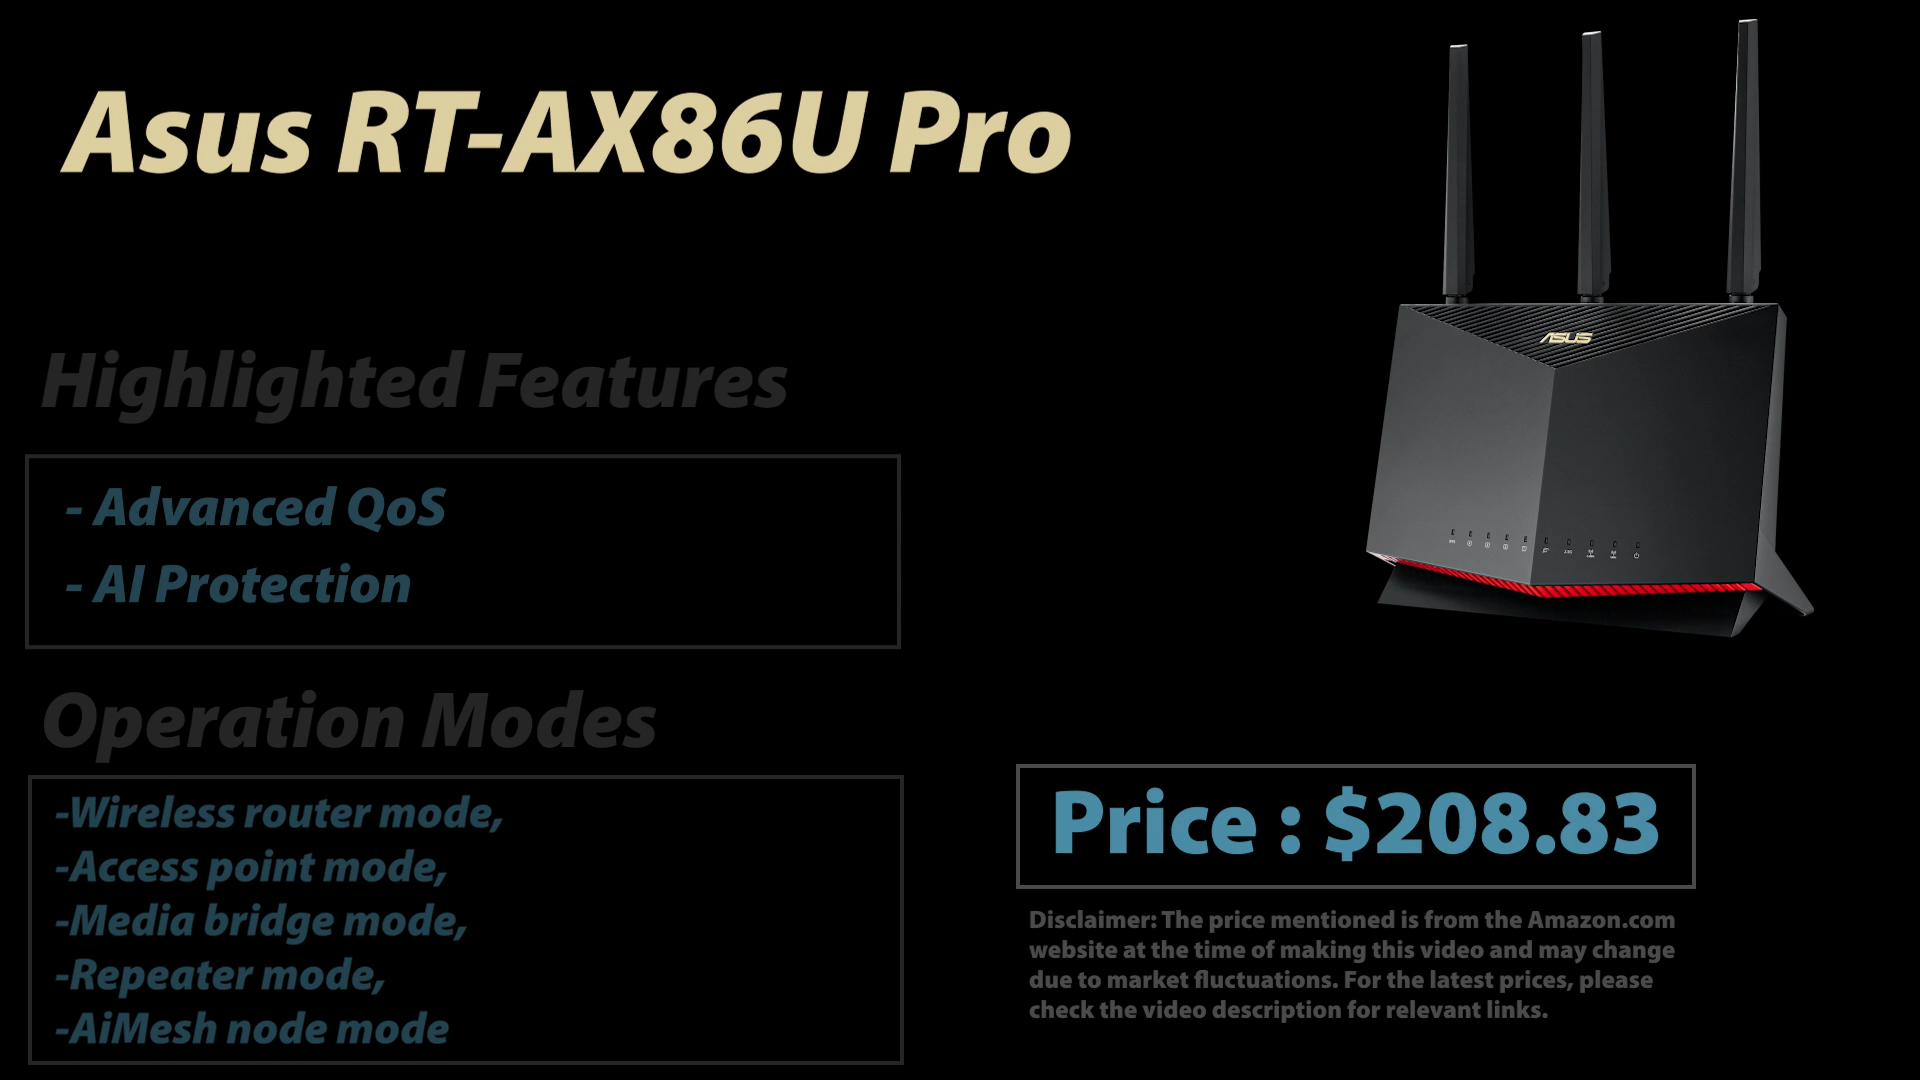 Asus RT-AX86U Pro
ASUS
Highlighted Features
- Advanced QoS
- AI Protection
Operation Modes
-Wireless router mode,
-Access point mode,
-Media bridge mode,
-Repeater mode,
-AiMesh node mode
Price : $208.83
Disclaimer: The price mentioned is from the Amazon.com
website at the time of making this video and may change
due to market fluctuations. For the latest prices, please
check the video description for relevant links.